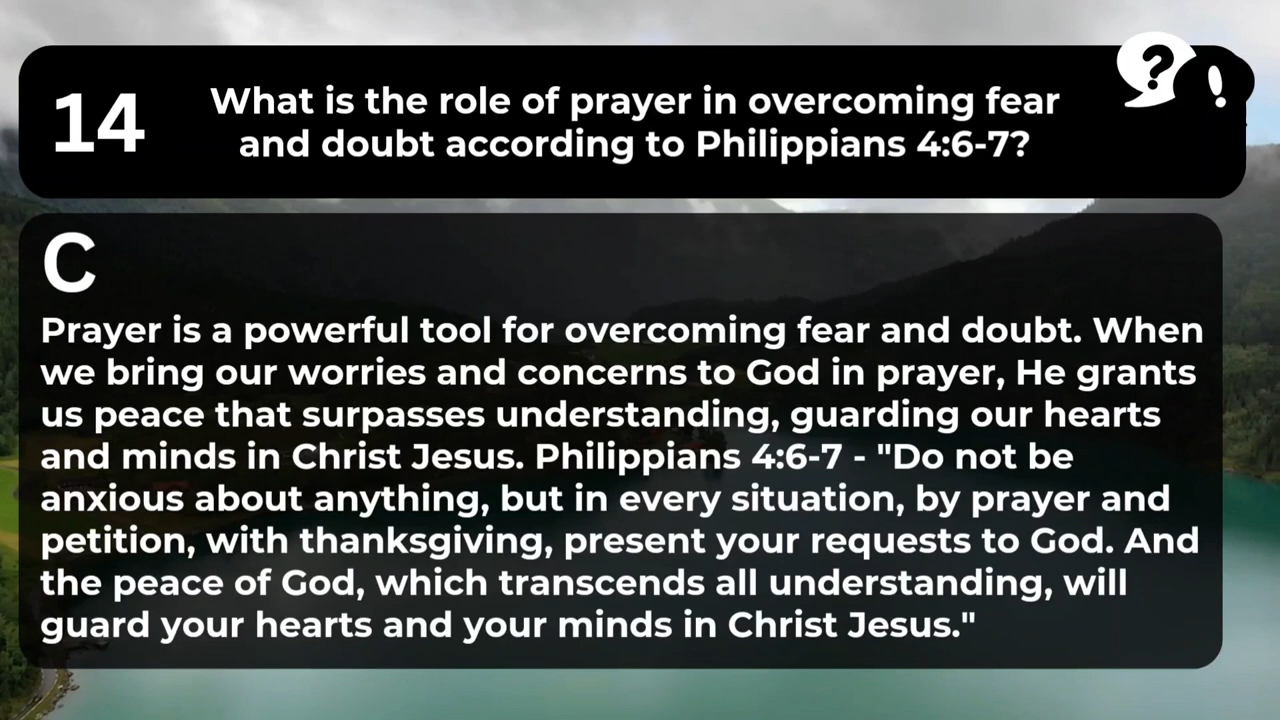 14
What is the role of prayer in overcoming fear
and doubt according to Philippians 4:6-7?
?
!
C
Prayer is a powerful tool for overcoming fear and doubt. When
we bring our worries and concerns to God in prayer, He grants
us peace that surpasses understanding, guarding our hearts
and minds in Christ Jesus. Philippians 4:6-7 - "Do not be
anxious about anything, but in every situation, by prayer and
petition, with thanksgiving, present your requests to God. And
the peace of God, which transcends all understanding, will
guard your hearts and your minds in Christ Jesus."